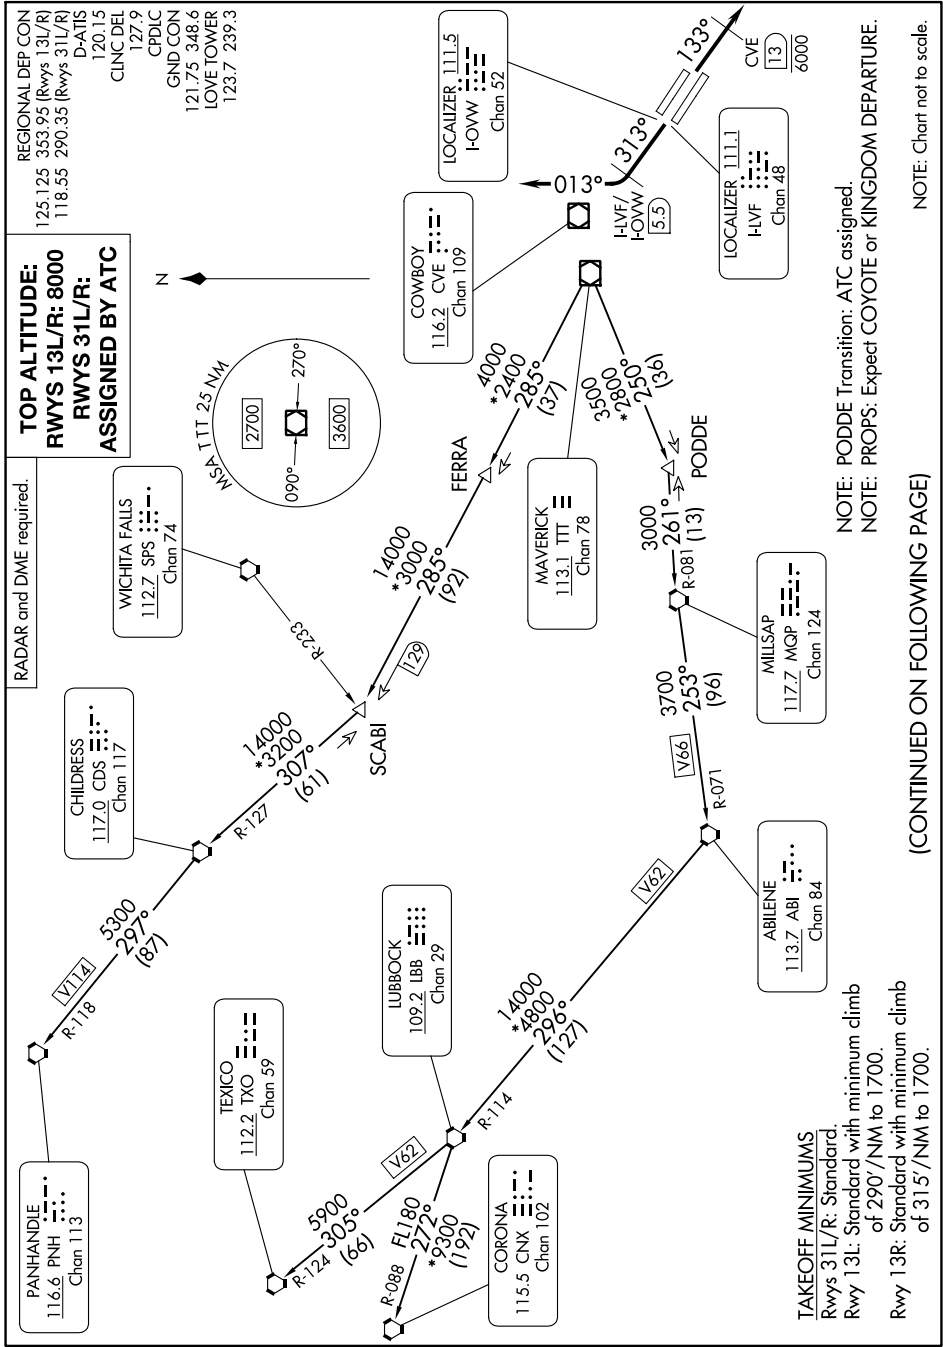 RADAR and DME required.
TOP ALTITUDE:
RWYS 13L/R: 8000
RWYS 31L/R:
ASSIGNED BY ATC
REGIONAL DEP CON
125.125 353.95 (Rwys 13L/R)
118.55 290.35 (Rwys 31L/R)
D-ATIS
120.15
CLNC DEL
127.9
CPDLC
GND CON
121.75 348.6
LOVE TOWER
123.7 239.3
PANHANDLE
116.6 PNH
Chan 113
R-118
V114
5300
297°
(87)
CHILDRESS
117.0 CDS
Chan 117
R-127
14000
*3200
307°
(61)
WICHITA FALLS
112.7 SPS
Chan 74
R-233
SCABI
129
14000
*3000
285°
(92)
FERRA
4000
*2400
285°
(37)
MSA TTT 25 NM
2700
090°
270°
3600
N
COWBOY
116.2 CVE
Chan 109
LOCALIZER 111.5
I-OVW
Chan 52
133°
CVE
13
6000
313°
013°
I-LVF/
I-OVW
5.5
LOCALIZER 111.1
I-LVF
Chan 48
MAVERICK
113.1 TTT
Chan 78
3500
*2800
250°
(36)
PODDE
3000
261°
(13)
R-081
MILLSAP
117.7 MQP
Chan 124
3700
253°
(96)
V66
R-071
ABILENE
113.7 ABI
Chan 84
V62
14000
*4800
296°
(127)
R-114
LUBBOCK
109.2 LBB
Chan 29
V62
5900
305°
(66)
R-124
TEXICO
112.2 TXO
Chan 59
FL180
272°
*9300
(192)
R-088
CORONA
115.5 CNX
Chan 102
NOTE: PODDE Transition: ATC assigned.
NOTE: PROPS: Expect COYOTE or KINGDOM DEPARTURE.
NOTE: Chart not to scale.
TAKEOFF MINIMUMS
Rwys 31L/R: Standard.
Rwy 13L: Standard with minimum climb
of 290'/NM to 1700.
Rwy 13R: Standard with minimum climb
of 315'/NM to 1700.
(CONTINUED ON FOLLOWING PAGE)